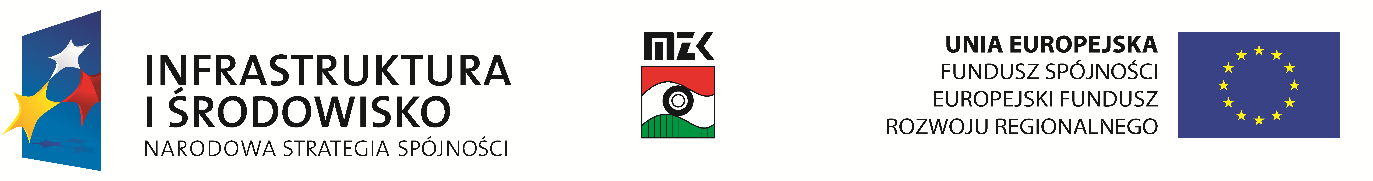 INFRASTRUKTURA
I ŚRODOWISKO
NARODOWA STRATEGIA SPÓJNOŚCI
MZK
UNIA EUROPEJSKA
FUNDUSZ SPÓJNOŚCI
EUROPEJSKI FUNDUSZ
ROZWOJU REGIONALNEGO